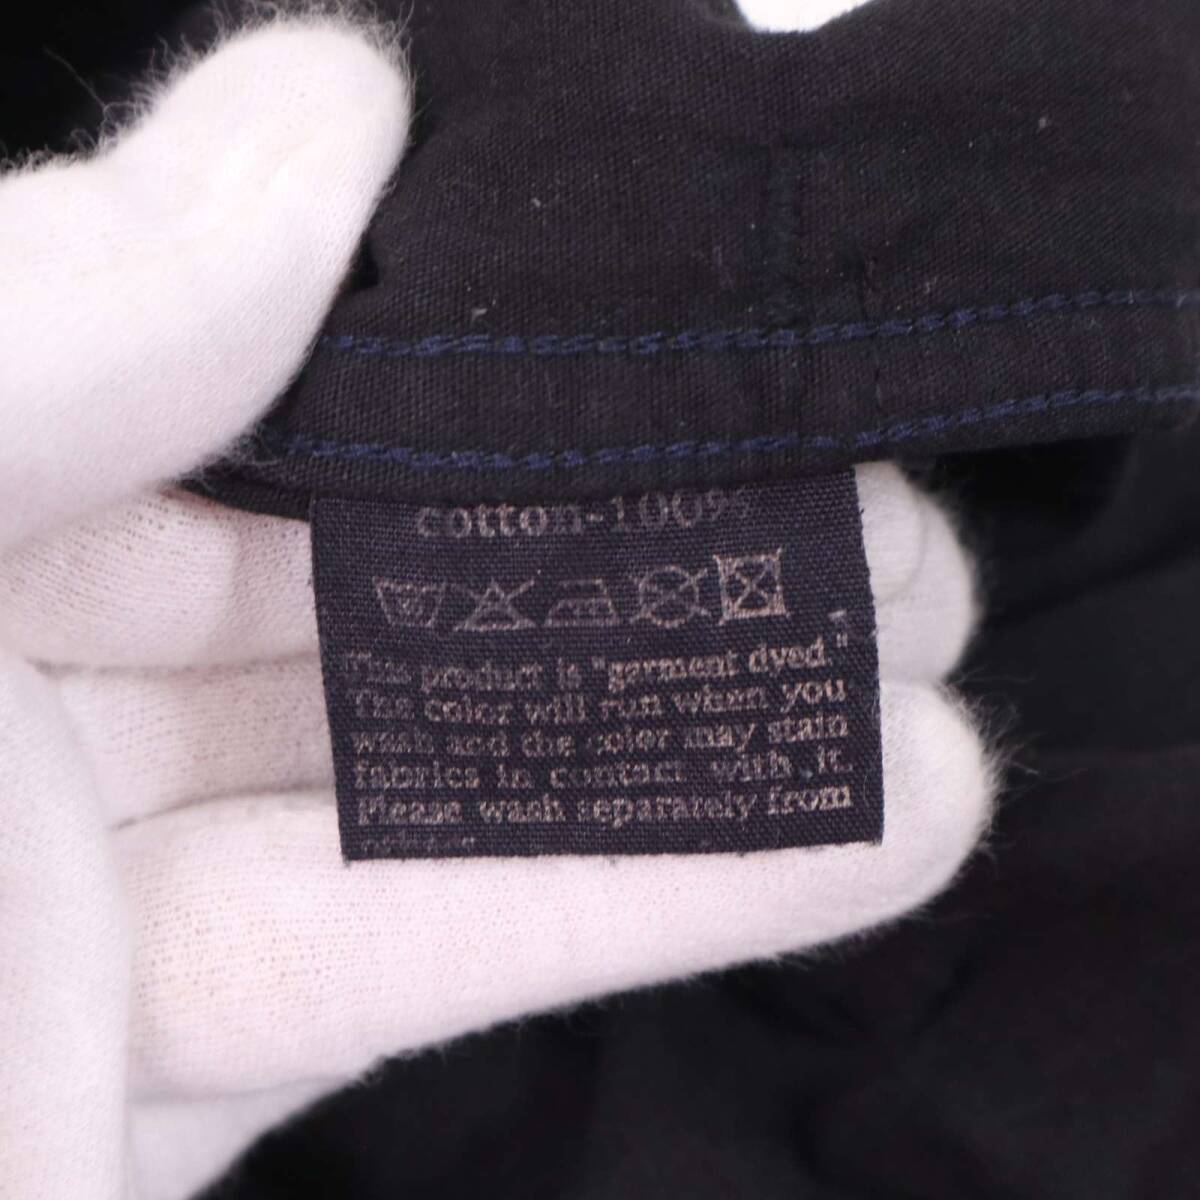 cotton-100%
This product is "garment dyed."
The color will run when you
wash and the color may stain
fabrics in contact with it.
Please wash separately from